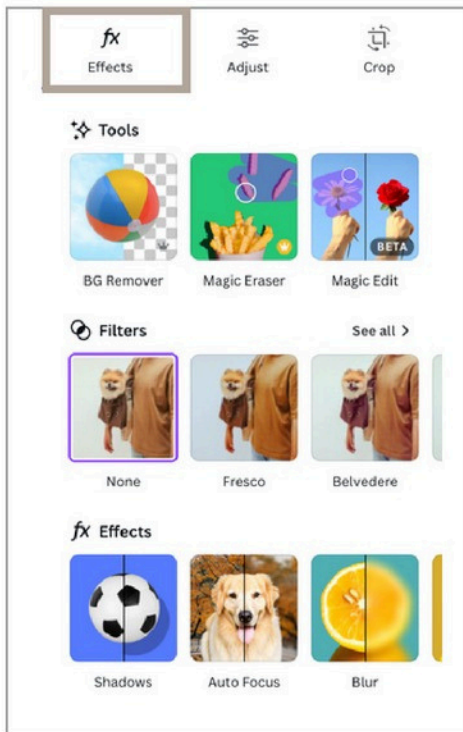 fx
Effects Adjust Crop
Tools
BETA
BG Remover Magic Eraser Magic Edit
Filters See all >
None Fresco Belvedere
fx Effects
Shadows Auto Focus Blur